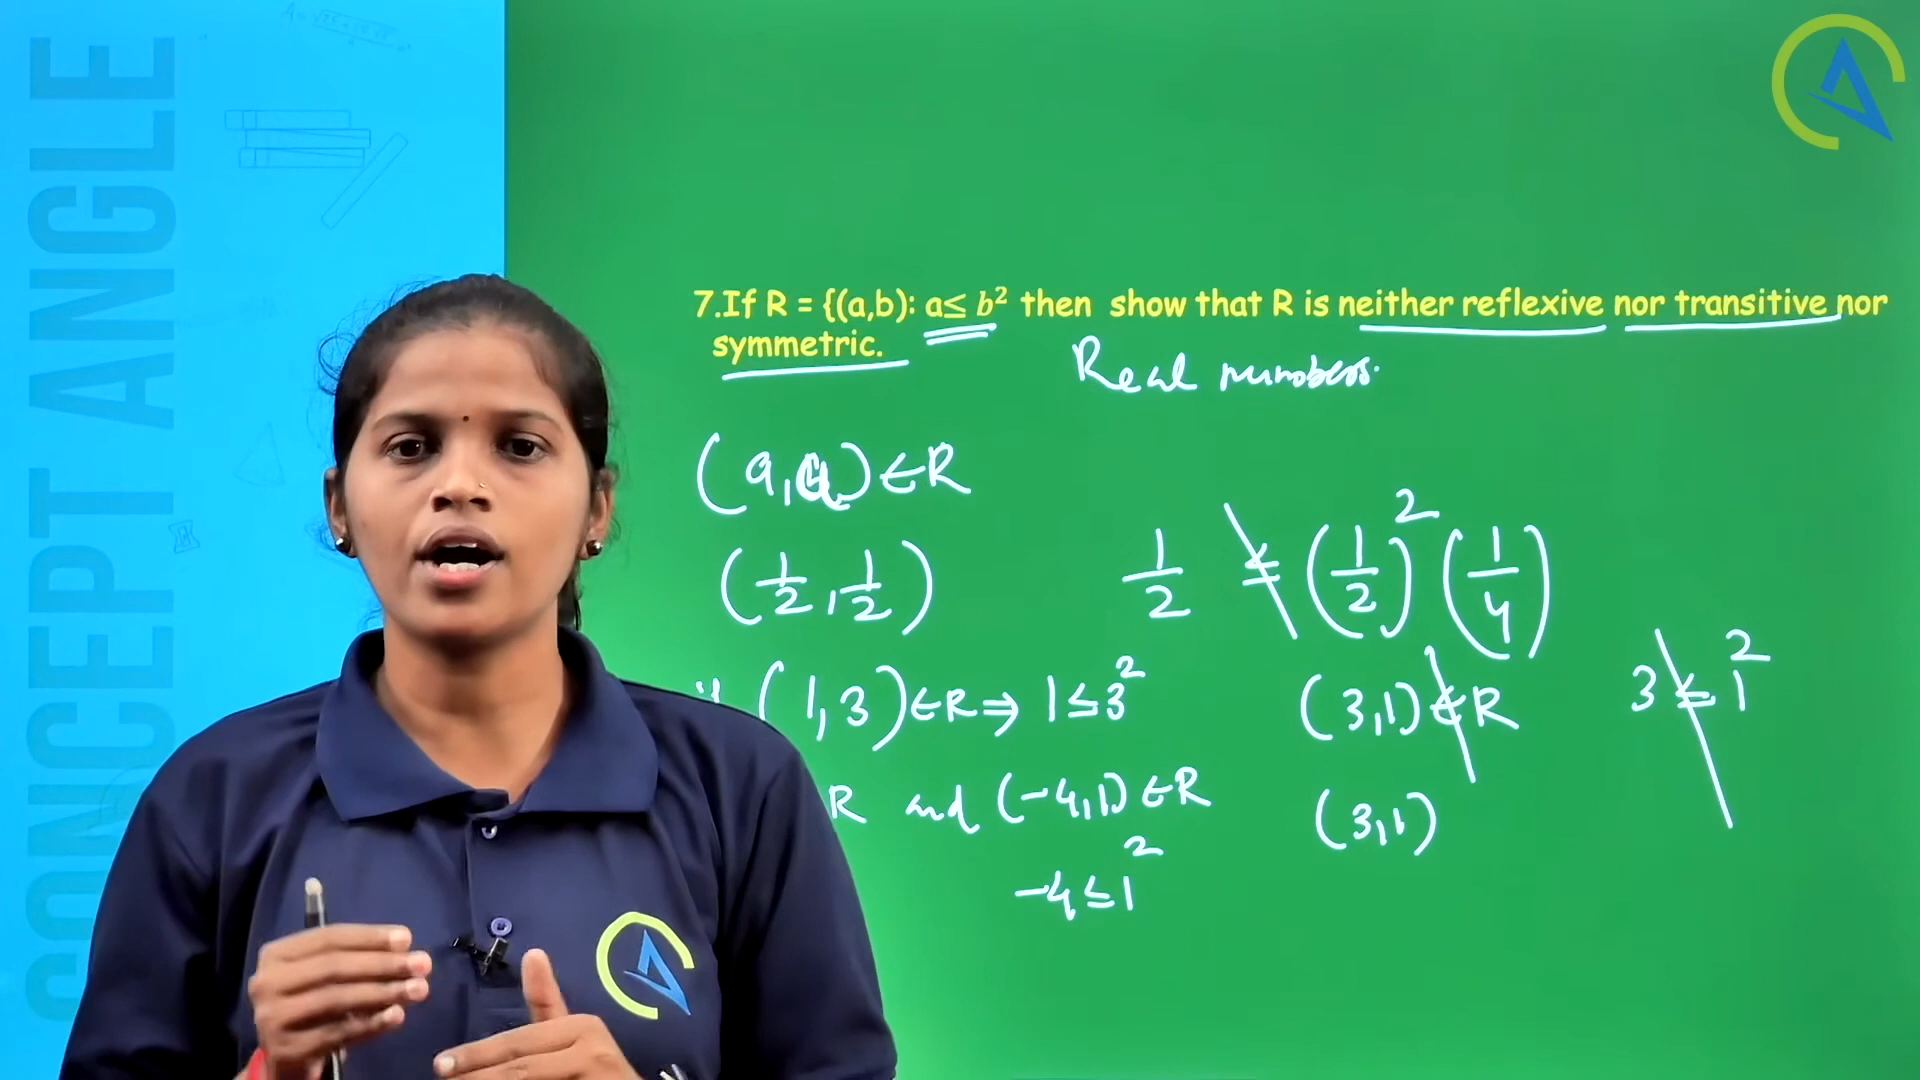 CONCEPT ANGLE
7.If R = {(a,b): a≤ b² then show that R is neither reflexive nor transitive nor
symmetric.
Real numbers.
(a,a) ∈ R
(1/2, 1/2) 1/2 ≰ (1/2)² (1/4)
(1,3) ∈ R ⇒ 1 ≤ 3² (3,1) ∉ R 3 ≰ 1²
R and (-4,1) ∈ R (3,1)
-4 ≤ 1²